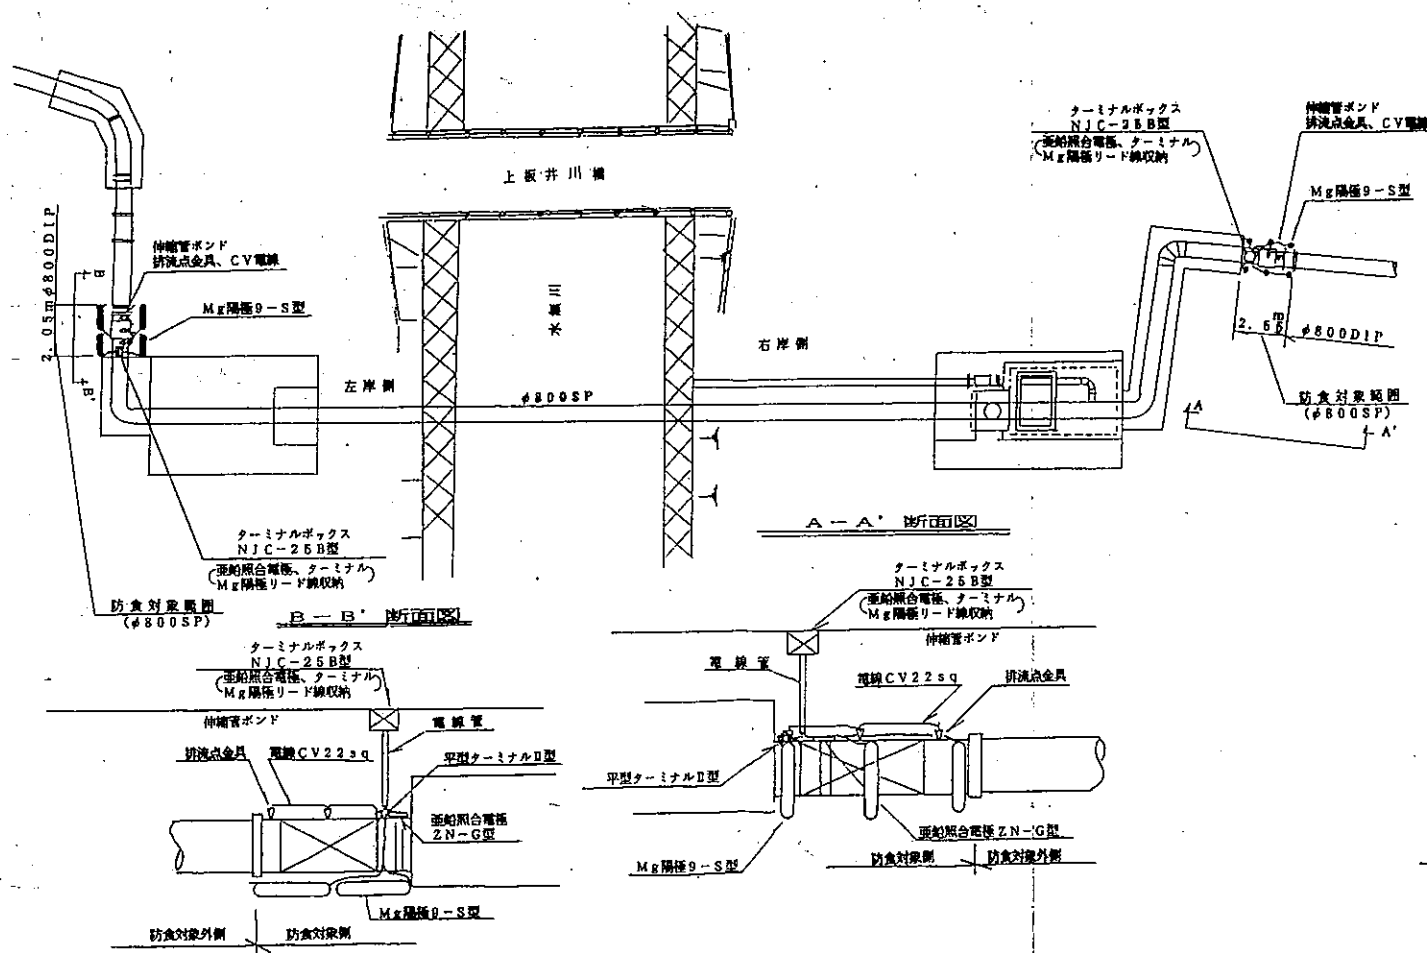 ターミナルボックス
NJC-25B型
(亜鉛照合電極、ターミナル
Mg陽極リード線収納)
伸縮管ボンド
排流点金具、CV電線
Mg陽極9-S型
上板井川橋
2.05m φ800DIP
伸縮管ボンド
排流点金具、CV電線
B
Mg陽極9-S型
B'
左岸側
右岸側
φ800SP
φ800DIP
防食対象範囲
(φ800SP)
A
A'
ターミナルボックス
NJC-25B型
(亜鉛照合電極、ターミナル
Mg陽極リード線収納)
防食対象範囲
(φ800SP)
A-A' 断面図
ターミナルボックス
NJC-25B型
(亜鉛照合電極、ターミナル
Mg陽極リード線収納)
伸縮管ボンド
電線管
電線CV22sq
排流点金具
平型ターミナルⅡ型
亜鉛照合電極ZN-G型
Mg陽極9-S型
防食対象側
防食対象外側
B-B' 断面図
ターミナルボックス
NJC-25B型
(亜鉛照合電極、ターミナル
Mg陽極リード線収納)
伸縮管ボンド
電線管
排流点金具
電線CV22sq
平型ターミナルⅡ型
亜鉛照合電極
ZN-G型
Mg陽極9-S型
防食対象外側
防食対象側